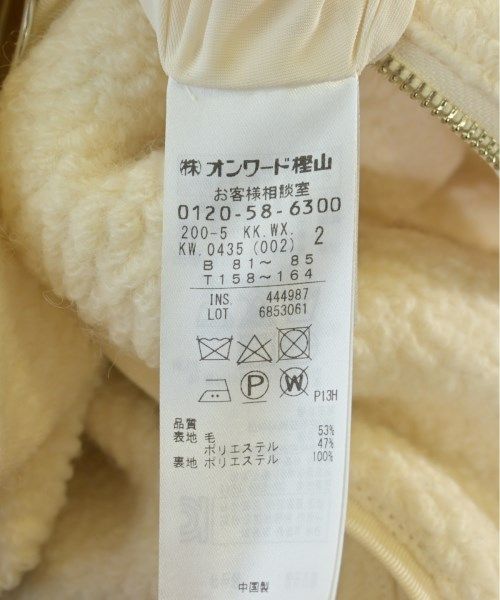 ㈱オンワード樫山
お客様相談室
0120-58-6300
200-5 KK.WX.
KW.0435 (002) 2
B 81～ 85
T158～164
INS. 444987
LOT 6853061
P W P13H
品質
表地 毛 53%
ポリエステル 47%
裏地 ポリエステル 100%
中国製